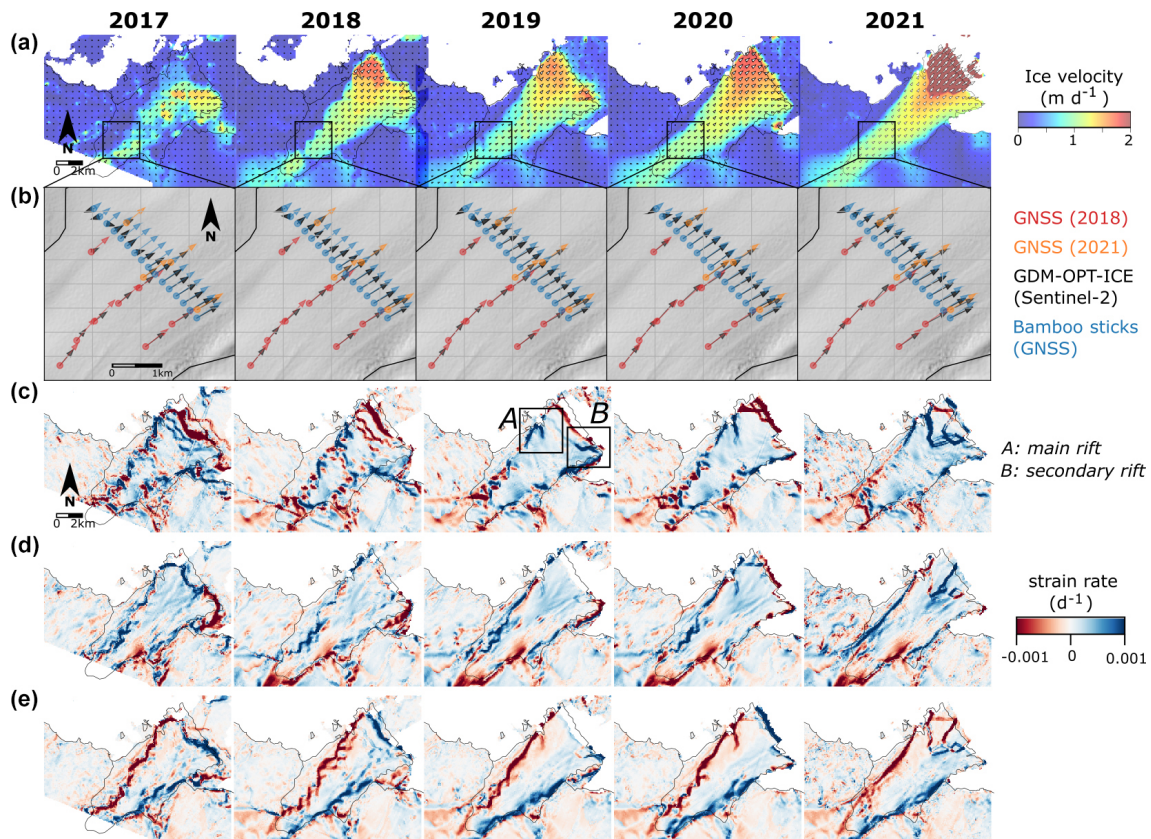 2017 2018 2019 2020 2021
(a)
Ice velocity
(m d-1)
0 1 2
N
0 2km
(b)
N
GNSS (2018)
GNSS (2021)
GDM-OPT-ICE
(Sentinel-2)
Bamboo sticks
(GNSS)
0 1km
(c)
A B
A: main rift
B: secondary rift
N
0 2km
(d)
strain rate
(d-1)
-0.001 0 0.001
(e)